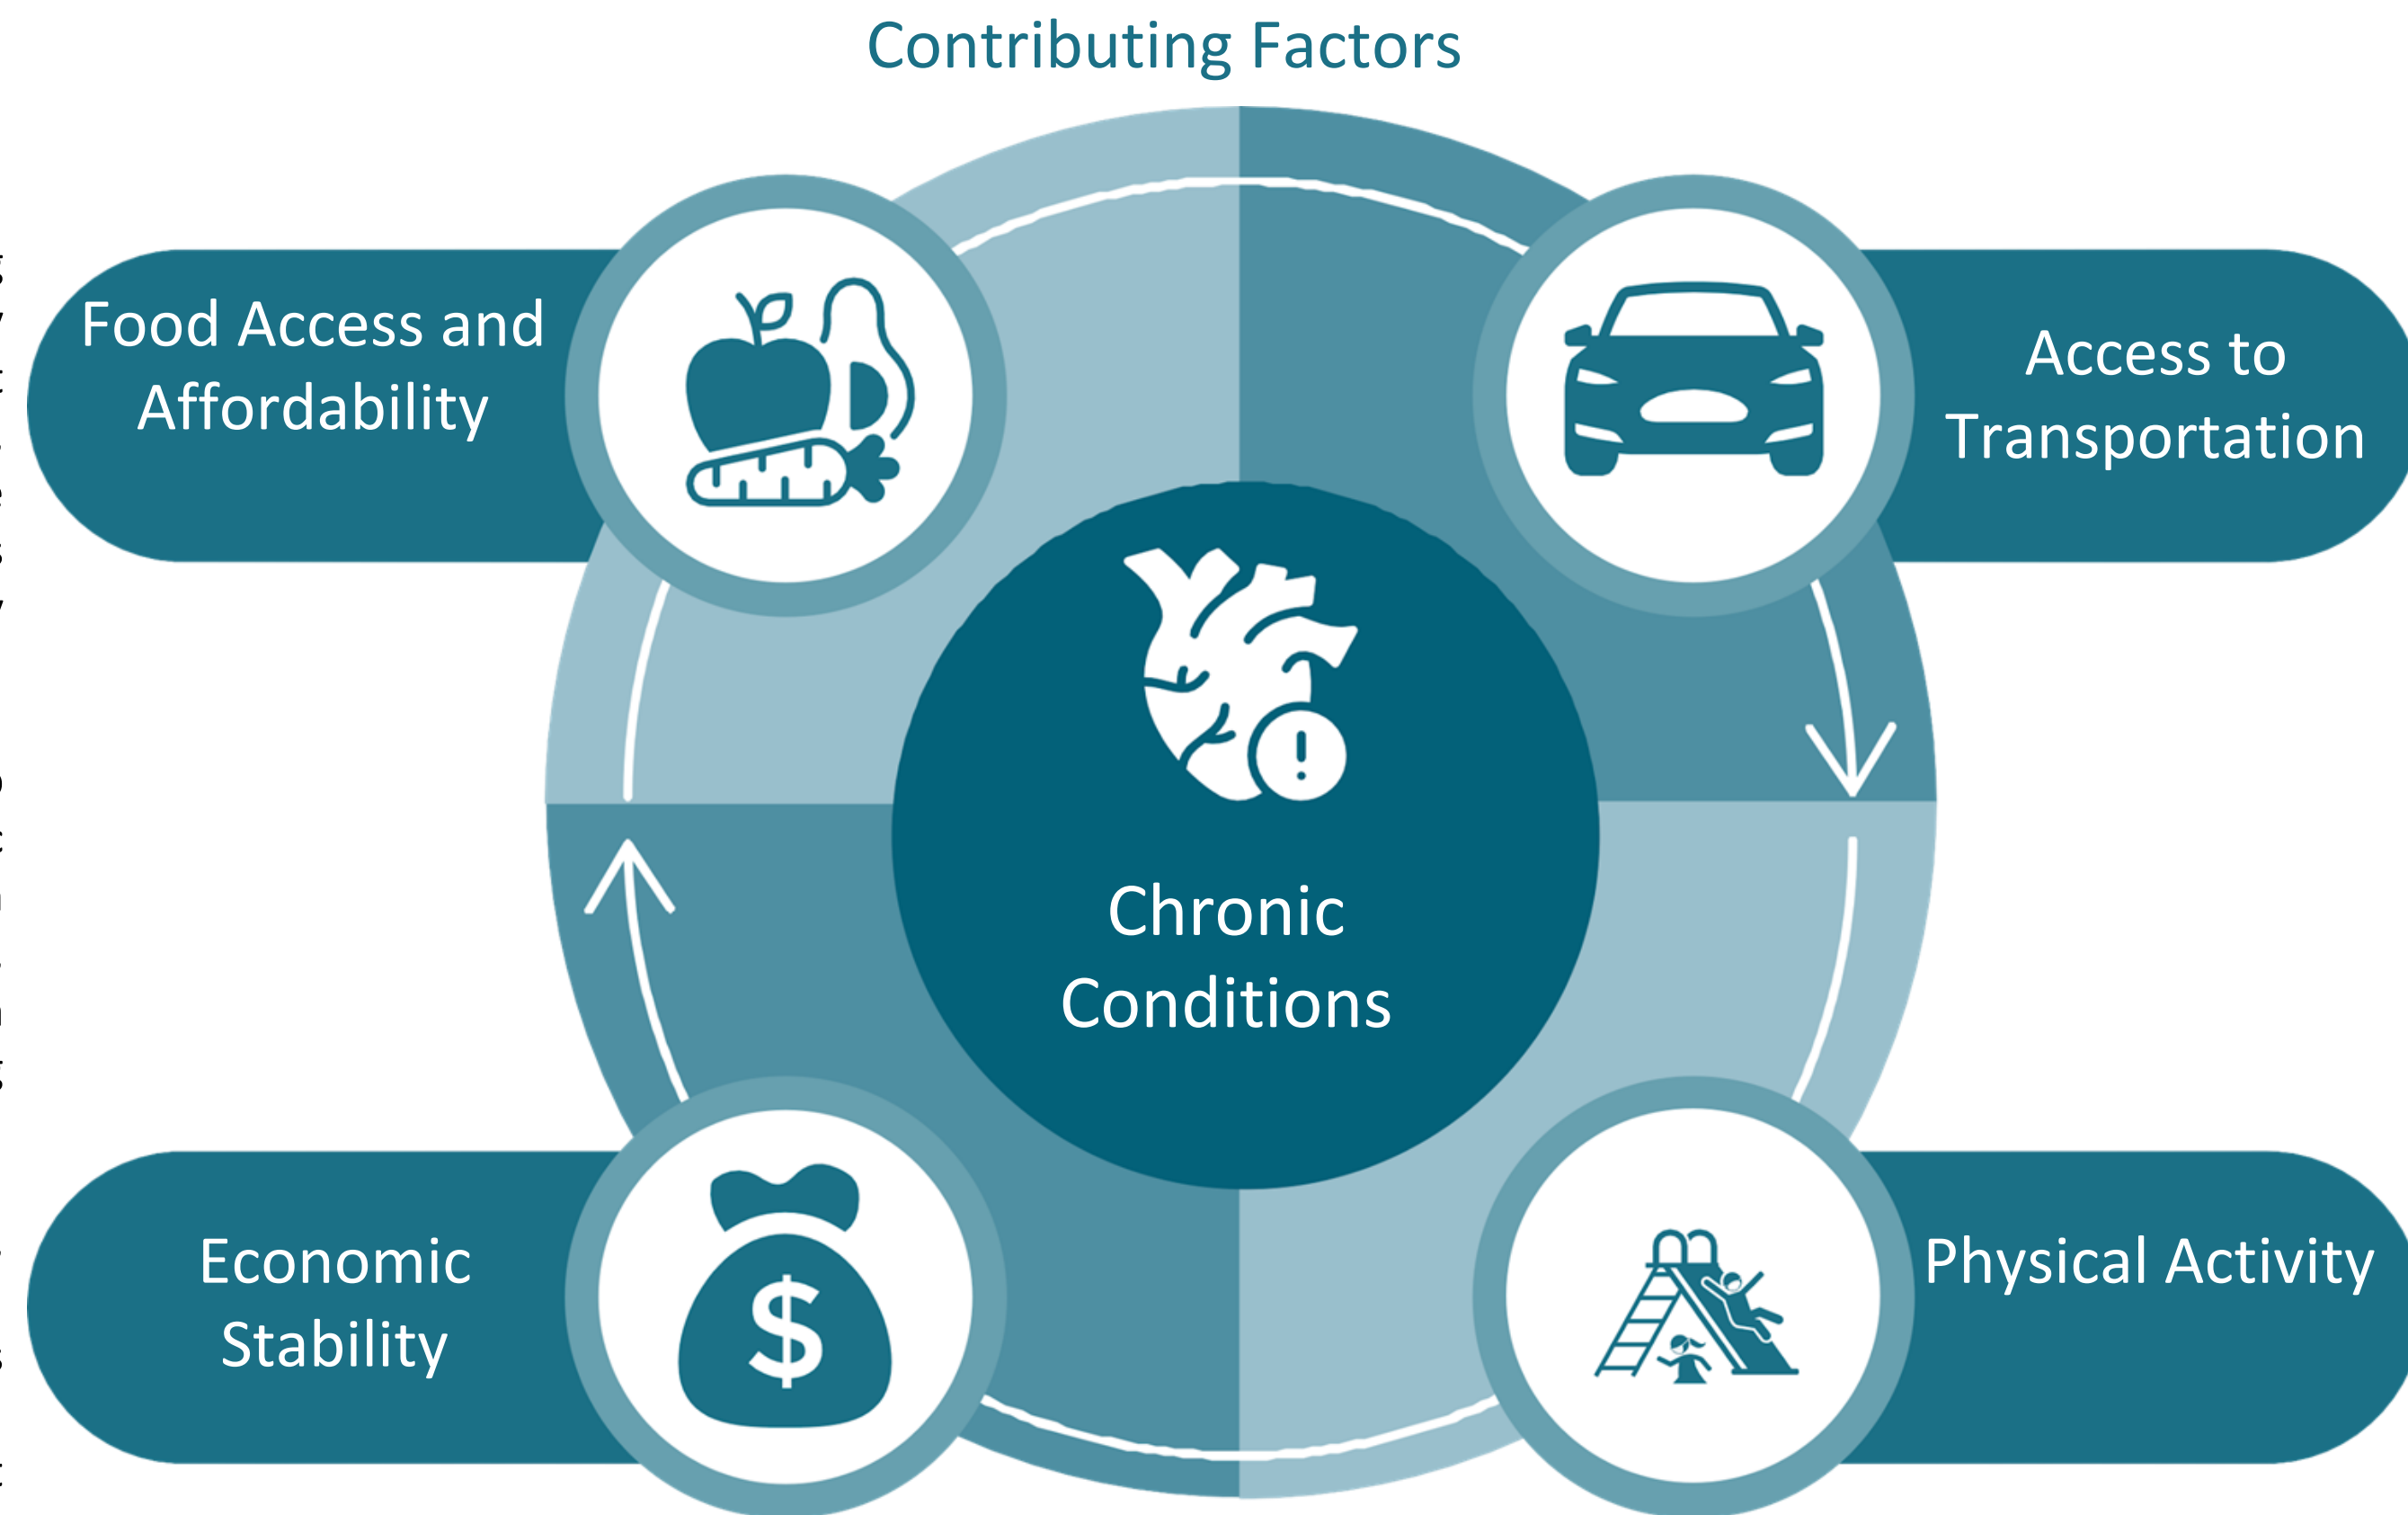 Contributing Factors
Food Access and
Affordability
Access to
Transportation
Chronic
Conditions
Economic
Stability
$
Physical Activity